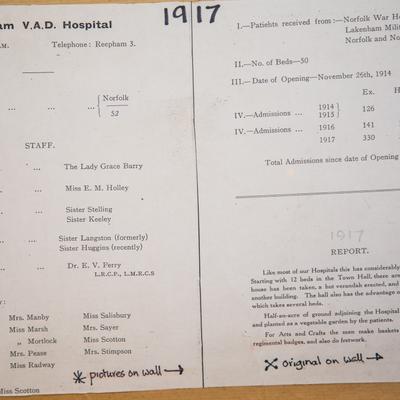 am V.A.D. Hospital
AM. Telephone: Reepham 3.
... ... Norfolk
52
STAFF.
... The Lady Grace Barry
... Miss E. M. Holley
... Sister Stelling
Sister Keeley
Sister Langston (formerly)
Sister Huggins (recently)
... Dr. E. V. Perry
L.R.C.P., L.M.R.C.S
Y:
Mrs. Manby Miss Salisbury
Miss Marsh Mrs. Sayer
„ Mortlock Miss Scotton
Mrs. Pease Mrs. Stimpson
Miss Radway
Miss Scotton
pictures on wall →
1917
I.—Patients received from:—Norfolk War Ho
Lakenham Milit
Norfolk and No
II.—No. of Beds—50
III.—Date of Opening—November 26th, 1914
Ex. H
IV.—Admissions ... 1914 126
1915
IV.—Admissions ... 1916 141
1917 330
Total Admissions since date of Opening
1917
REPORT.
Like most of our Hospitals this has considerably
Starting with 12 beds in the Town Hall, there are
house has been taken, a hut verandah erected, and
another building. The hall also has the advantage o
which takes several beds.
Half-an-acre of ground adjoining the Hospital
and planted as a vegetable garden by the patients.
For Arts and Crafts the men make baskets
regimental badges, and also do fretwork.
original on wall →